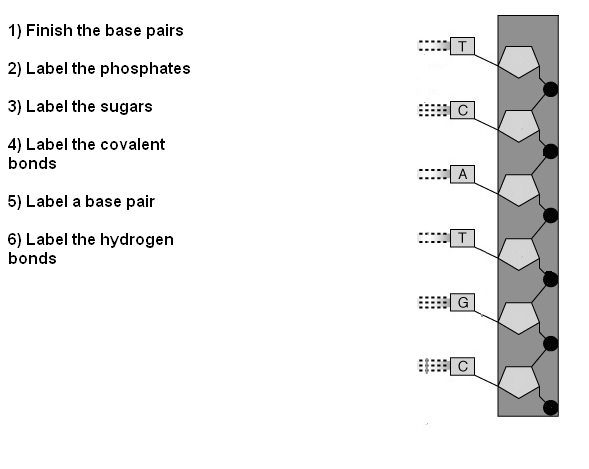 1) Finish the base pairs
2) Label the phosphates
3) Label the sugars
4) Label the covalent
bonds
5) Label a base pair
6) Label the hydrogen
bonds
T
C
A
T
G
C